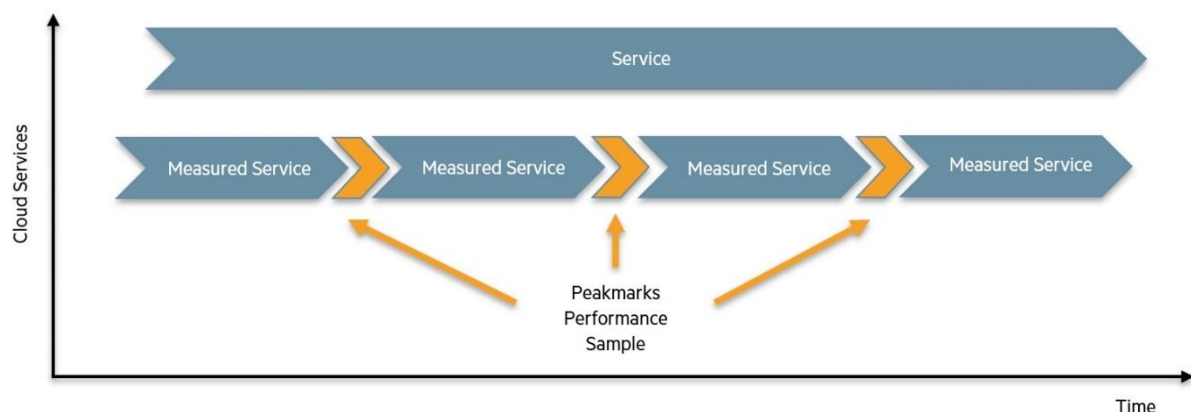 Service
Measured Service
Measured Service
Measured Service
Measured Service
Cloud Services
Peakmarks
Performance
Sample
Time